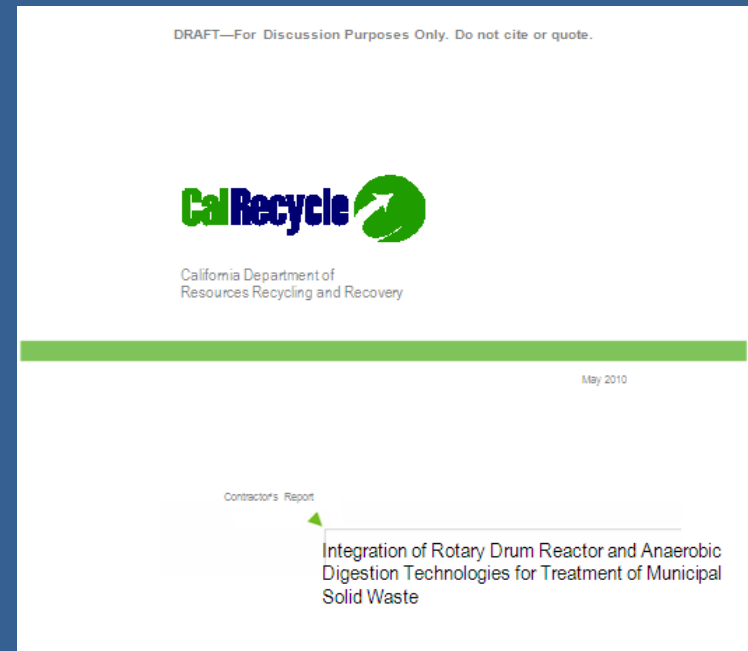 DRAFT—For Discussion Purposes Only. Do not cite or quote.
CalRecycle
California Department of
Resources Recycling and Recovery
May 2010
Contractor's Report
Integration of Rotary Drum Reactor and Anaerobic
Digestion Technologies for Treatment of Municipal
Solid Waste